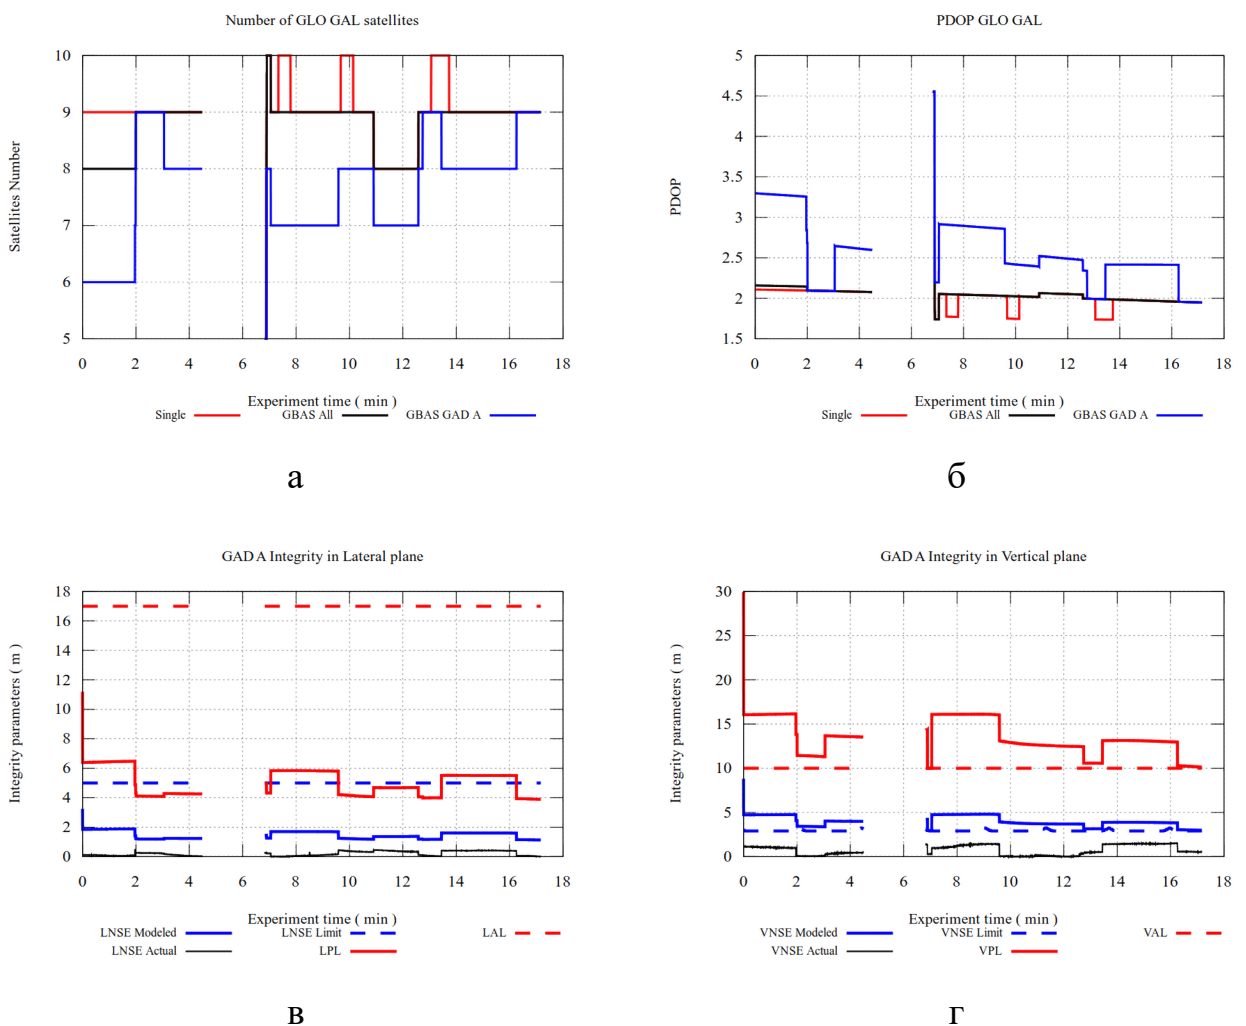 Number of GLO GAL satellites
Satellites Number
10
9
8
7
6
5
0 2 4 6 8 10 12 14 16 18
Experiment time ( min )
Single GBAS All GBAS GAD A
а
PDOP GLO GAL
PDOP
5
4.5
4
3.5
3
2.5
2
1.5
0 2 4 6 8 10 12 14 16 18
Experiment time ( min )
Single GBAS All GBAS GAD A
б
GAD A Integrity in Lateral plane
Integrity parameters ( m )
18
16
14
12
10
8
6
4
2
0
0 2 4 6 8 10 12 14 16 18
Experiment time ( min )
LNSE Modeled LNSE Limit LAL
LNSE Actual LPL
в
GAD A Integrity in Vertical plane
Integrity parameters ( m )
30
25
20
15
10
5
0
0 2 4 6 8 10 12 14 16 18
Experiment time ( min )
VNSE Modeled VNSE Limit VAL
VNSE Actual VPL
г